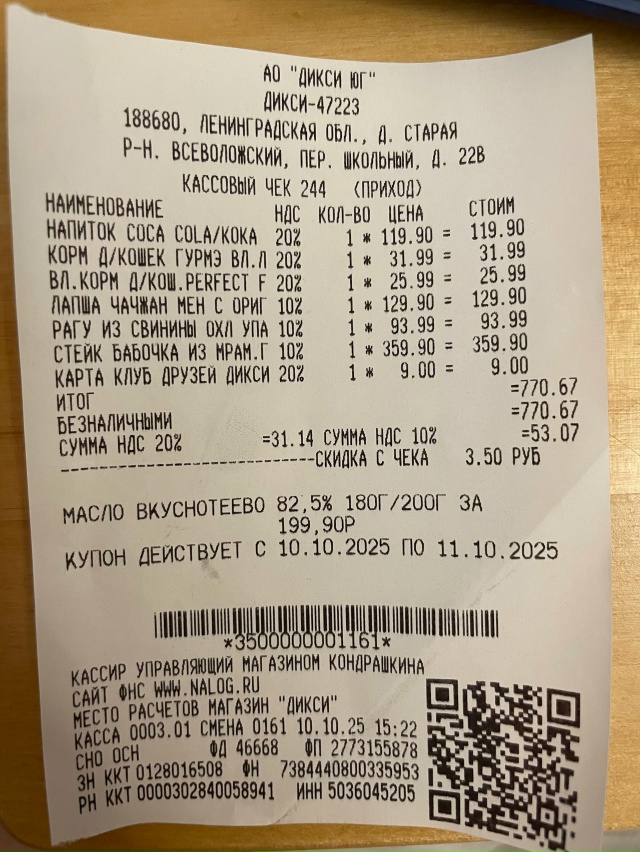 АО "ДИКСИ ЮГ"
ДИКСИ-47223
188680, ЛЕНИНГРАДСКАЯ ОБЛ., Д. СТАРАЯ
Р-Н. ВСЕВОЛОЖСКИЙ, ПЕР. ШКОЛЬНЫЙ, Д. 22В
КАССОВЫЙ ЧЕК 244 (ПРИХОД)
НАИМЕНОВАНИЕ НДС КОЛ-ВО ЦЕНА СТОИМ
НАПИТОК COCA COLA/КОКА 20% 1 * 119.90 = 119.90
КОРМ Д/КОШЕК ГУРМЭ ВЛ.Л 20% 1 * 31.99 = 31.99
ВЛ.КОРМ Д/КОШ.PERFECT F 20% 1 * 25.99 = 25.99
ЛАПША ЧАЧЖАН МЕН С ОРИГ 10% 1 * 129.90 = 129.90
РАГУ ИЗ СВИНИНЫ ОХЛ УПА 10% 1 * 93.99 = 93.99
СТЕЙК БАБОЧКА ИЗ МРАМ.Г 10% 1 * 359.90 = 359.90
КАРТА КЛУБ ДРУЗЕЙ ДИКСИ 20% 1 * 9.00 = 9.00
ИТОГ =770.67
БЕЗНАЛИЧНЫМИ =770.67
СУММА НДС 20% =31.14 СУММА НДС 10% =53.07
------------------------------СКИДКА С ЧЕКА 3.50 РУБ
МАСЛО ВКУСНОТЕЕВО 82,5% 180Г/200Г ЗА
199,90Р
КУПОН ДЕЙСТВУЕТ С 10.10.2025 ПО 11.10.2025
*3500000001161*
КАССИР УПРАВЛЯЮЩИЙ МАГАЗИНОМ КОНДРАШКИНА
САЙТ ФНС WWW.NALOG.RU
МЕСТО РАСЧЕТОВ МАГАЗИН "ДИКСИ"
КАССА 0003.01 СМЕНА 0161 10.10.25 15:22
СНО ОСН ФД 46668 ФП 2773155878
ЗН ККТ 0128016508 ФН 7384440800335953
РН ККТ 0000302840058941 ИНН 5036045205